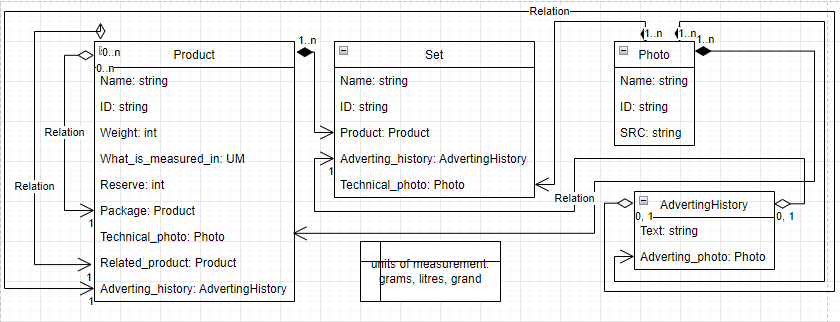 Relation
0..n
Product
1..n
Set
1..n
1..n
Photo
1..n
0..n
Name: string
ID: string
Weight: int
What_is_measured_in: UM
Reserve: int
Package: Product
Technical_photo: Photo
Related_product: Product
Adverting_history: AdvertingHistory
Relation
Relation
1
1
1
Name: string
ID: string
Product: Product
Adverting_history: AdvertingHistory
Technical_photo: Photo
1
1
Name: string
ID: string
SRC: string
Relation
AdvertingHistory
0, 1
0, 1
Text: string
Adverting_photo: Photo
units of measurement:
grams, litres, grand